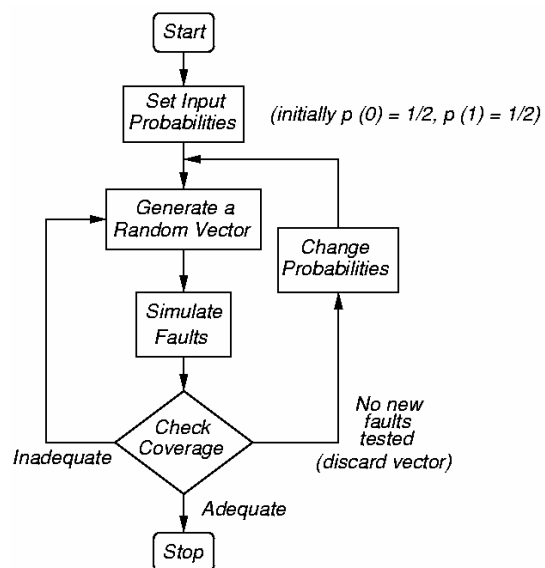 Start
Set Input
Probabilities
(initially p (0) = 1/2, p (1) = 1/2)
Generate a
Random Vector
Change
Probabilities
Simulate
Faults
Check
Coverage
Inadequate
No new
faults
tested
(discard vector)
Adequate
Stop